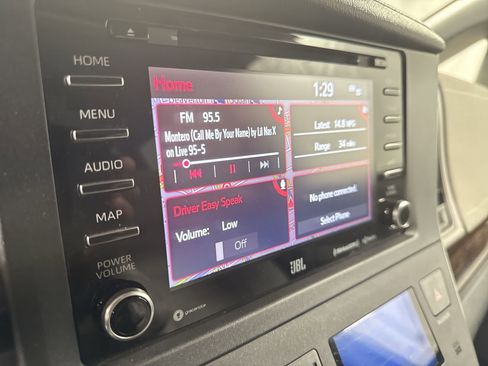 HOME
MENU
AUDIO
MAP
POWER
VOLUME
Home
1:29
FM 95.5
Montero (Call Me By Your Name) by Lil Nas X
on Live 95-5
Latest 14.8 MPG
Range 34 miles
Driver Easy Speak
Volume: Low
Off
No phone connected.
Select Phone
JBL
gracenote